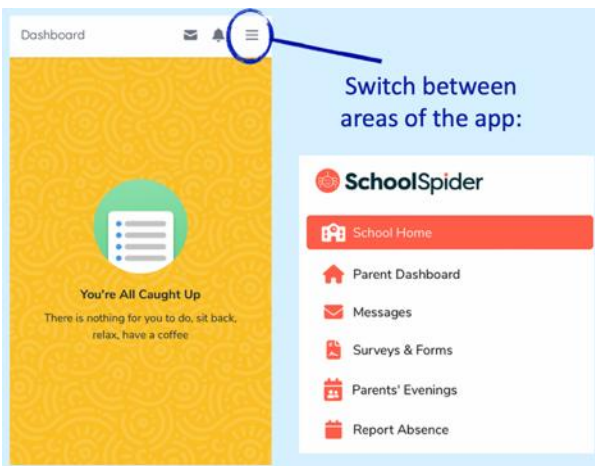 Dashboard
You're All Caught Up
There is nothing for you to do, sit back,
relax, have a coffee
Switch between
areas of the app:
SchoolSpider
School Home
Parent Dashboard
Messages
Surveys & Forms
Parents' Evenings
Report Absence